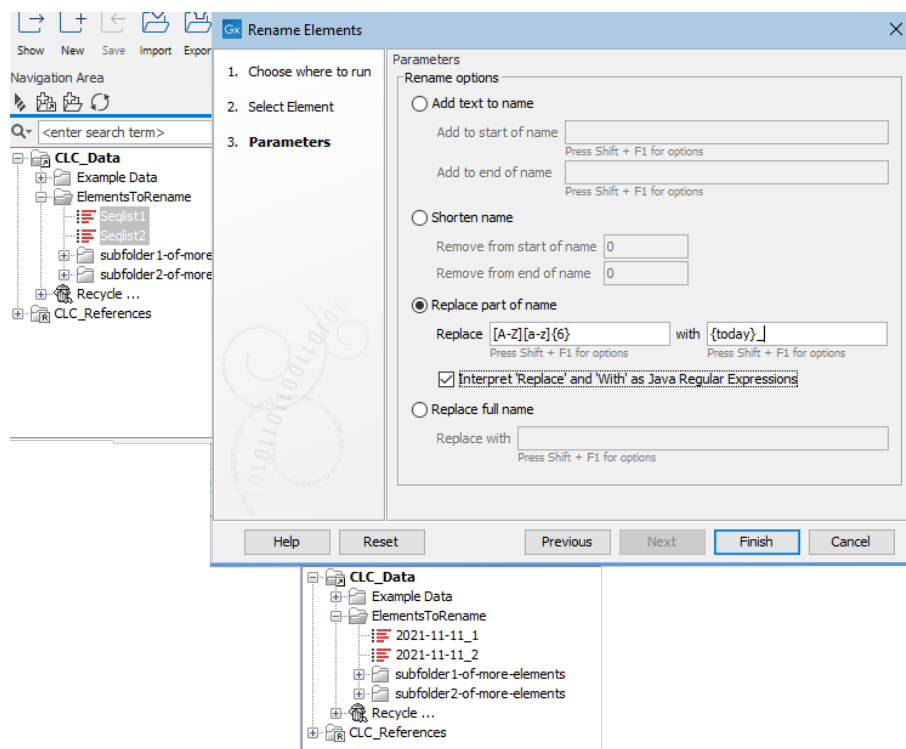 Show New Save Import Expor
Navigation Area
<enter search term>
CLC_Data
Example Data
ElementsToRename
Seqlist1
Seqlist2
subfolder1-of-more
subfolder2-of-more
Recycle ...
CLC_References
Gx Rename Elements
1. Choose where to run
2. Select Element
3. Parameters
Parameters
Rename options
Add text to name
Add to start of name
Press Shift + F1 for options
Add to end of name
Press Shift + F1 for options
Shorten name
Remove from start of name 0
Remove from end of name 0
Replace part of name
Replace [A-Z][a-z]{6} with {today}_
Press Shift + F1 for options Press Shift + F1 for options
Interpret 'Replace' and 'With' as Java Regular Expressions
Replace full name
Replace with
Press Shift + F1 for options
Help Reset Previous Next Finish Cancel
CLC_Data
Example Data
ElementsToRename
2021-11-11_1
2021-11-11_2
subfolder1-of-more-elements
subfolder2-of-more-elements
Recycle ...
CLC_References